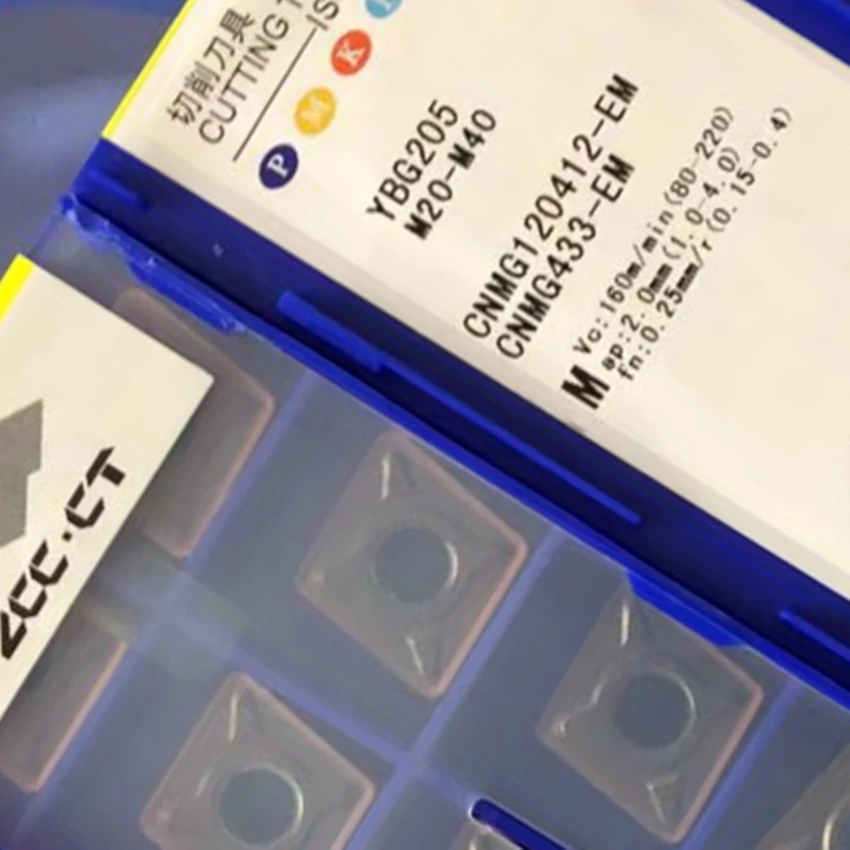 切削刀具
CUTTING
P M K
YBG205
M20-M40
CNMG120412-EM
CNMG433-EM
M
Vc:160m/min(80-220)
ap:2.0mm(1.0-4.0)
fn:0.25mm/r(0.15-0.4)
ZCC·CT